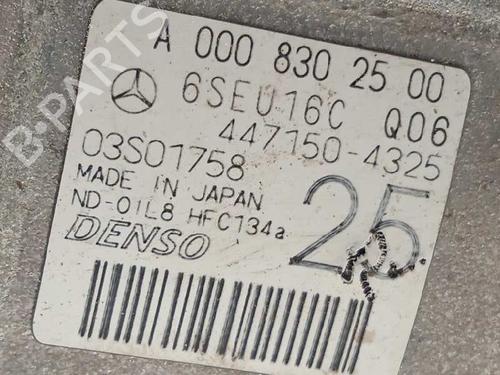 A 000 830 25 00
6SEU16C Q06
447150-4325
03S01758
MADE IN JAPAN
ND-OIL8 HFC134a
25
DENSO
B-PARTS